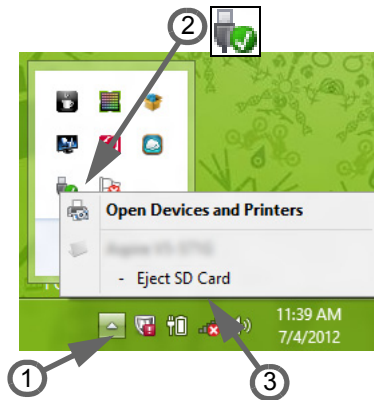 2
Open Devices and Printers
- Eject SD Card
11:39 AM
7/4/2012
1
3